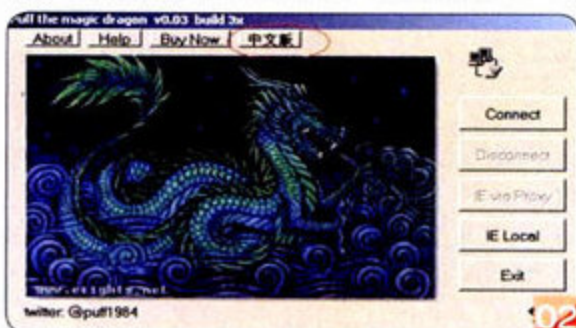 Puff the magic dragon v0.03 build 3x
About Help Buy Now 中文版
Connect
Disconnect
IE via Proxy
IE Local
Exit
twitter: @puff1984
02